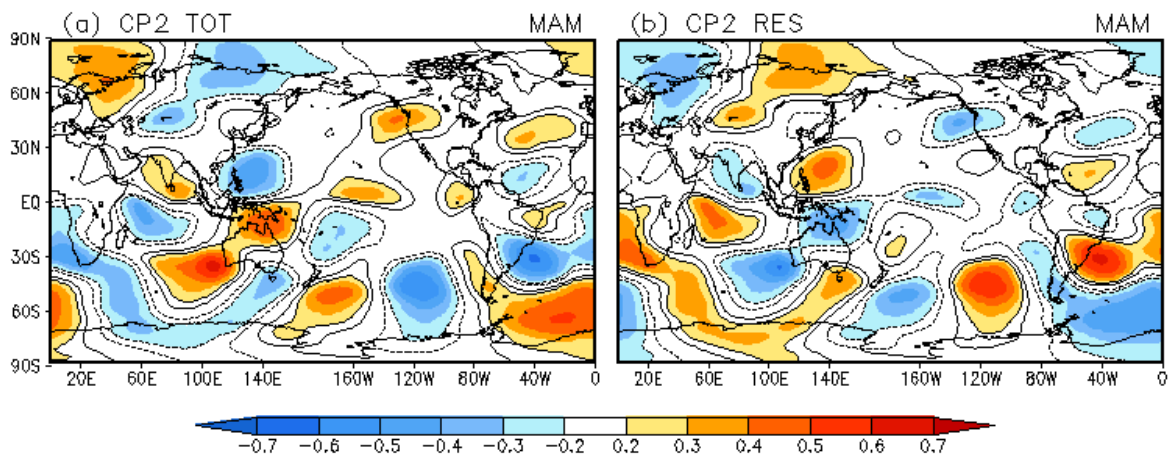 (a) CP2 TOT MAM (b) CP2 RES MAM
90N
60N
30N
EQ
30S
60S
90S
20E 60E 100E 140E 160W 120W 80W 40W 0 20E 60E 100E 140E 160W 120W 80W 40W 0
−0.7 −0.6 −0.5 −0.4 −0.3 −0.2 0.2 0.3 0.4 0.5 0.6 0.7